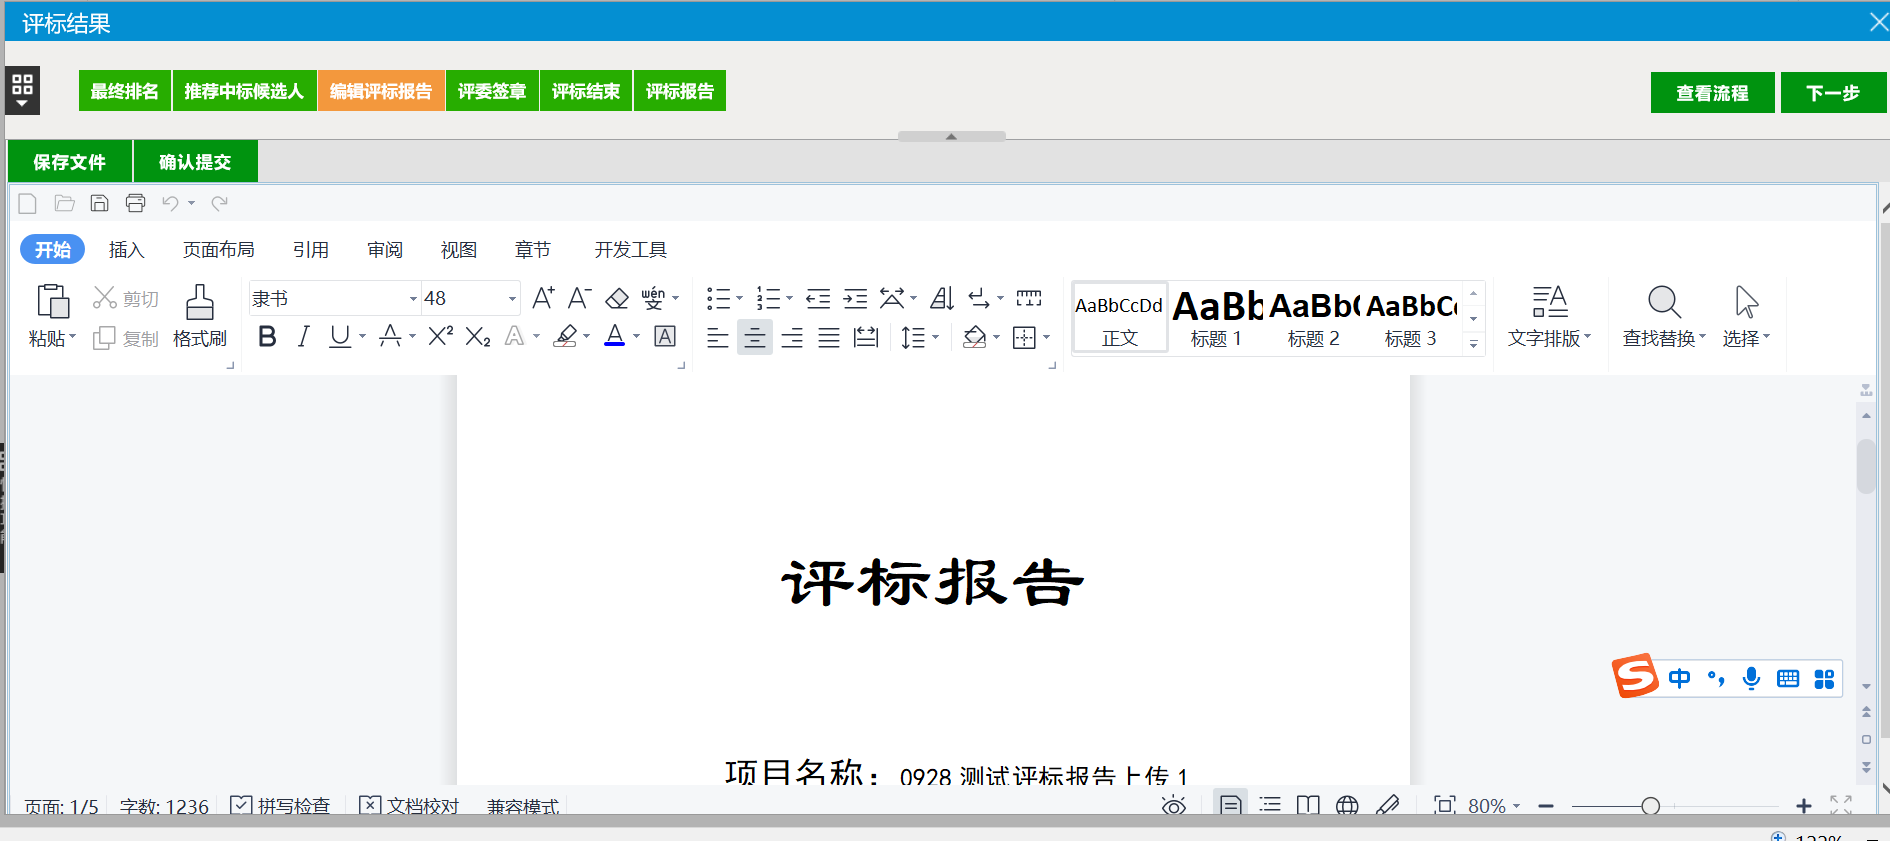 评标结果
最终排名 推荐中标候选人 编辑评标报告 评委签章 评标结束 评标报告
查看流程 下一步
保存文件 确认提交
开始 插入 页面布局 引用 审阅 视图 章节 开发工具
粘贴 剪切 复制 格式刷
隶书 48
wén 文
B I U A X² X₂ A A A
AaBbCcDd AaBb AaBb AaBbC
正文 标题 1 标题 2 标题 3
文字排版 查找替换 选择
评标报告
中
项目名称：0928 测试评标报告上传 1
页面: 1/5 字数: 1236 拼写检查 文档校对 兼容模式 80%